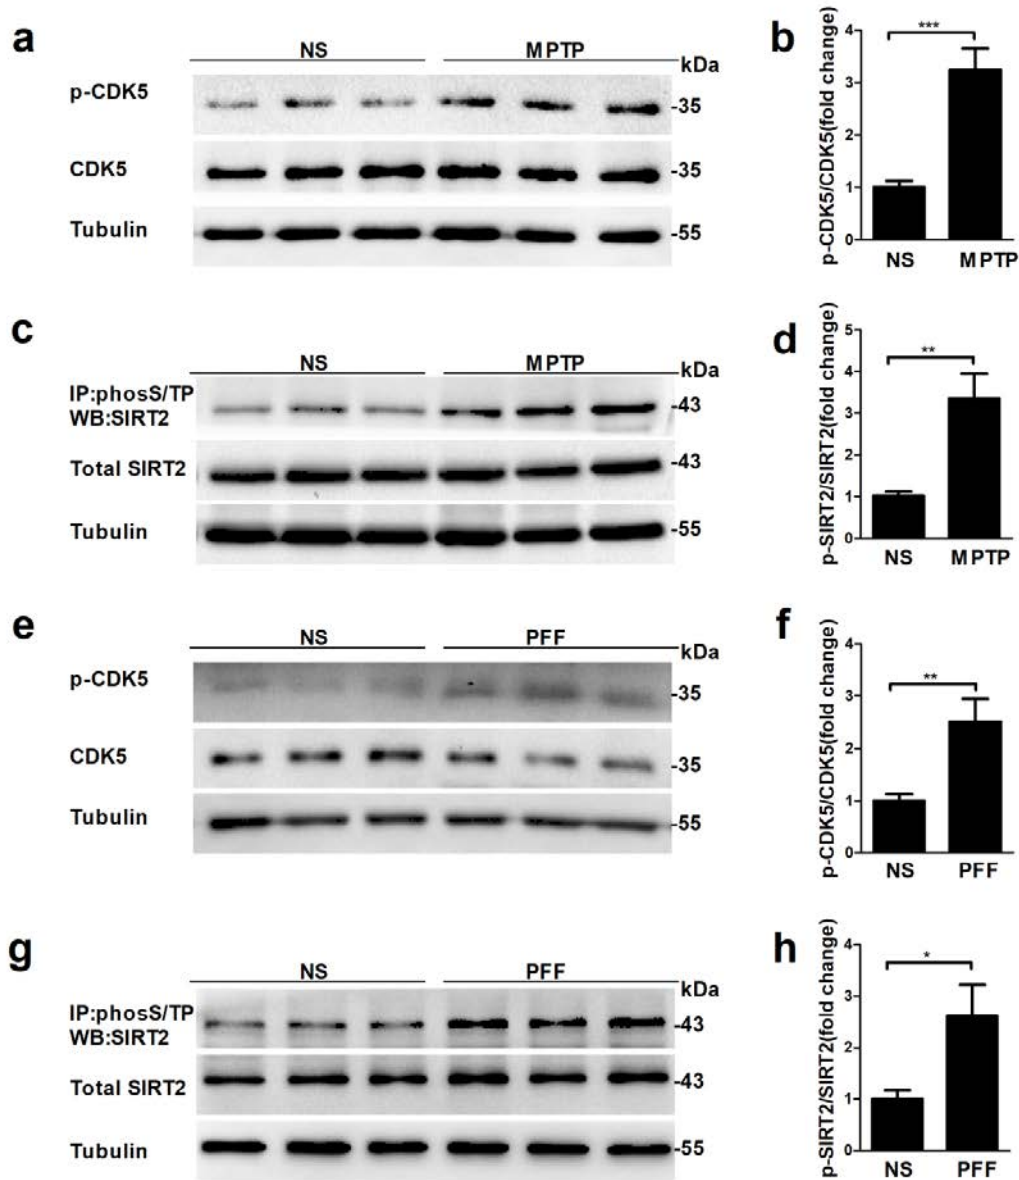 a
NS MPTP
kDa
p-CDK5
-35
CDK5
-35
Tubulin
-55
b
p-CDK5/CDK5(fold change)
4
3
2
1
0
***
NS MPTP
c
NS MPTP
kDa
IP:phosS/TP
WB:SIRT2
-43
Total SIRT2
-43
Tubulin
-55
d
p-SIRT2/SIRT2(fold change)
5
4
3
2
1
0
**
NS MPTP
e
NS PFF
kDa
p-CDK5
-35
CDK5
-35
Tubulin
-55
f
p-CDK5/CDK5(fold change)
4
3
2
1
0
**
NS PFF
g
NS PFF
kDa
IP:phosS/TP
WB:SIRT2
-43
Total SIRT2
-43
Tubulin
-55
h
p-SIRT2/SIRT2(fold change)
4
3
2
1
0
*
NS PFF